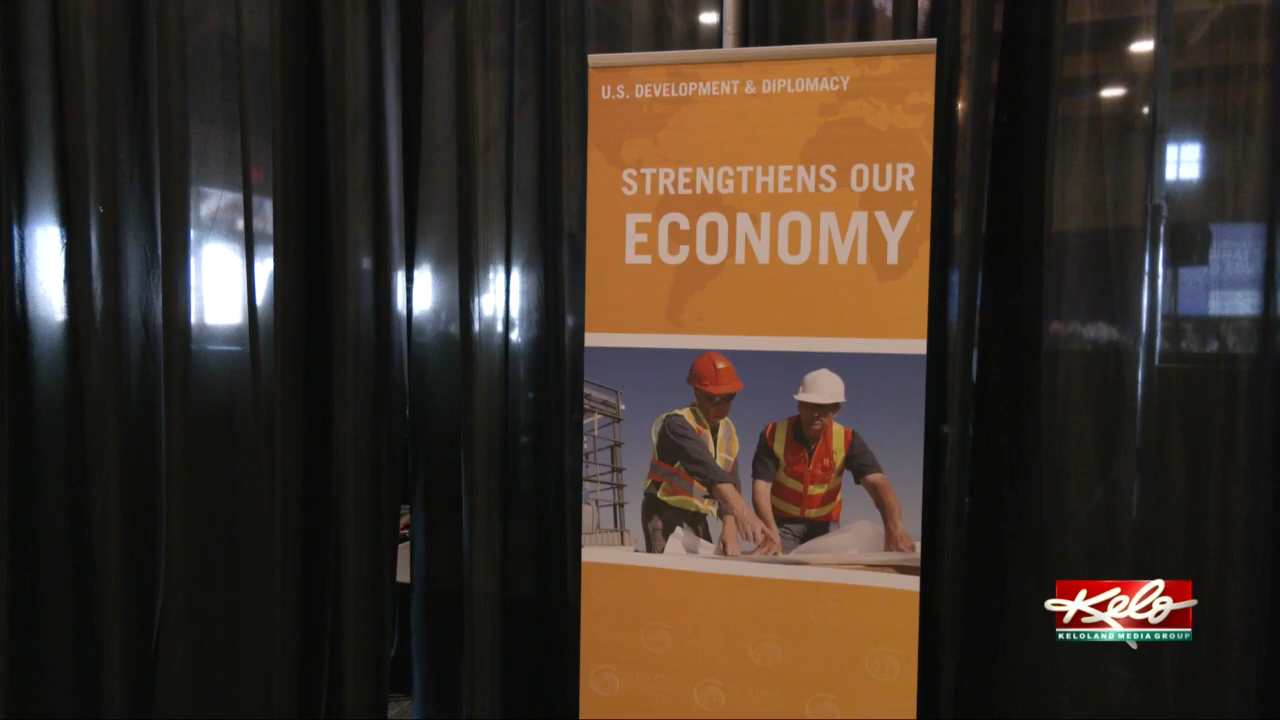 U.S. DEVELOPMENT & DIPLOMACY
STRENGTHENS OUR
ECONOMY
Kelo
KELOLAND MEDIA GROUP